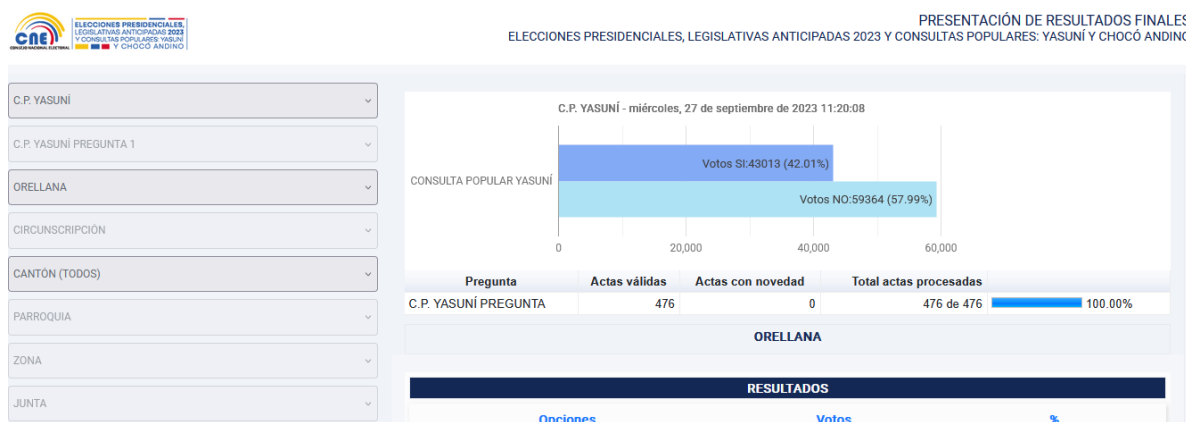 cne
CONSEJO NACIONAL ELECTORAL
ELECCIONES PRESIDENCIALES,
LEGISLATIVAS ANTICIPADAS 2023
Y CONSULTAS POPULARES: YASUNÍ
Y CHOCÓ ANDINO
PRESENTACIÓN DE RESULTADOS FINALES
ELECCIONES PRESIDENCIALES, LEGISLATIVAS ANTICIPADAS 2023 Y CONSULTAS POPULARES: YASUNÍ Y CHOCÓ ANDINO
C.P. YASUNÍ
C.P. YASUNÍ PREGUNTA 1
ORELLANA
CIRCUNSCRIPCIÓN
CANTÓN (TODOS)
PARROQUIA
ZONA
JUNTA
C.P. YASUNÍ - miércoles, 27 de septiembre de 2023 11:20:08
Votos SI:43013 (42.01%)
CONSULTA POPULAR YASUNÍ
Votos NO:59364 (57.99%)
0 20,000 40,000 60,000
Pregunta Actas válidas Actas con novedad Total actas procesadas
C.P. YASUNÍ PREGUNTA 476 0 476 de 476 100.00%
ORELLANA
RESULTADOS
Opciones Votos %